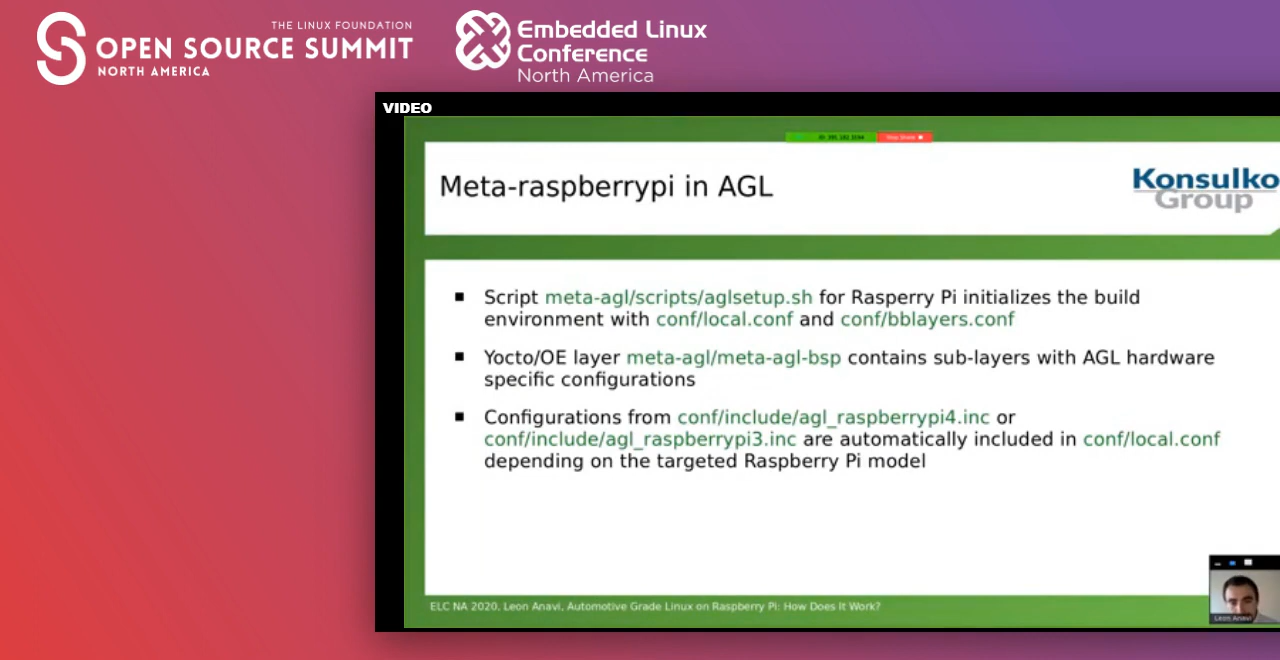 THE LINUX FOUNDATION
OPEN SOURCE SUMMIT
NORTH AMERICA
Embedded Linux
Conference
North America
VIDEO
Meta-raspberrypi in AGL
Konsulko
Group
Script meta-agl/scripts/aglsetup.sh for Rasperry Pi initializes the build
environment with conf/local.conf and conf/bblayers.conf
Yocto/OE layer meta-agl/meta-agl-bsp contains sub-layers with AGL hardware
specific configurations
Configurations from conf/include/agl_raspberrypi4.inc or
conf/include/agl_raspberrypi3.inc are automatically included in conf/local.conf
depending on the targeted Raspberry Pi model
ELC NA 2020, Leon Anavi, Automotive Grade Linux on Raspberry Pi: How Does It Work?
Leon Anavi